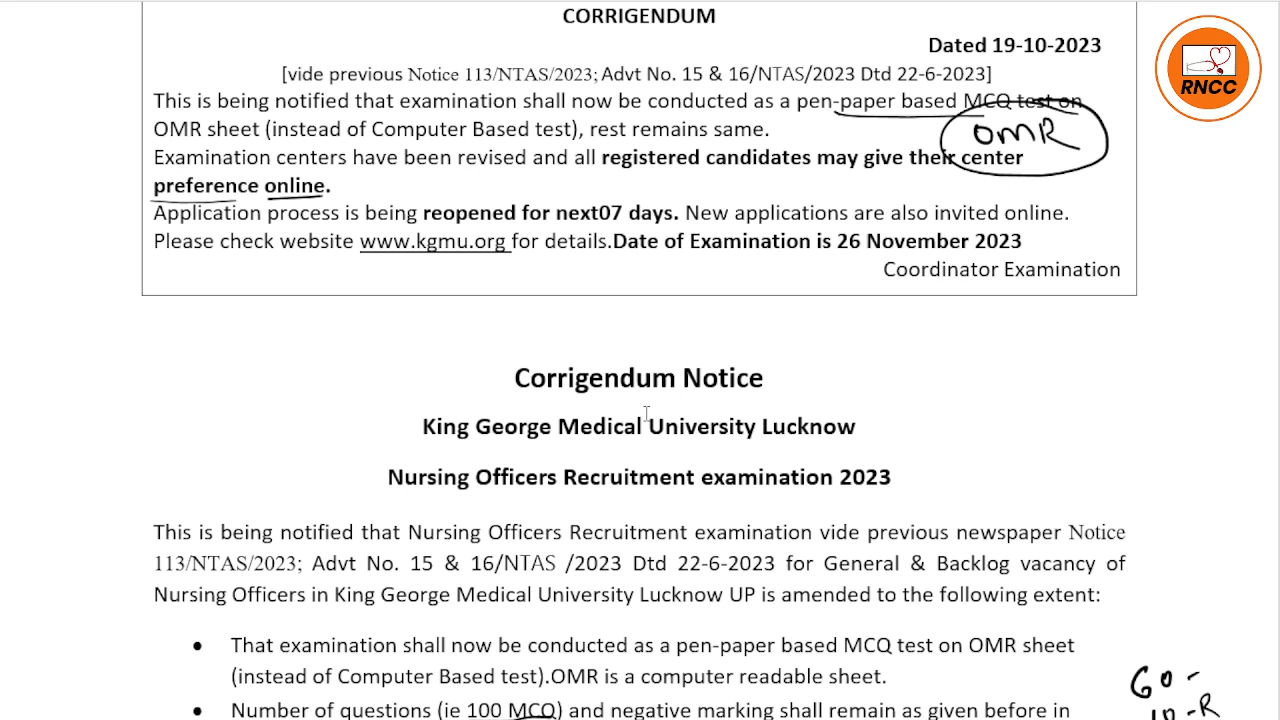 CORRIGENDUM
Dated 19-10-2023
[vide previous Notice 113/NTAS/2023; Advt No. 15 & 16/NTAS/2023 Dtd 22-6-2023]
This is being notified that examination shall now be conducted as a pen-paper based MCQ test on
OMR sheet (instead of Computer Based test), rest remains same.
OMR
Examination centers have been revised and all registered candidates may give their center
preference online.
Application process is being reopened for next07 days. New applications are also invited online.
Please check website www.kgmu.org for details.Date of Examination is 26 November 2023
Coordinator Examination
RNCC
Corrigendum Notice
King George Medical University Lucknow
Nursing Officers Recruitment examination 2023
This is being notified that Nursing Officers Recruitment examination vide previous newspaper Notice
113/NTAS/2023; Advt No. 15 & 16/NTAS /2023 Dtd 22-6-2023 for General & Backlog vacancy of
Nursing Officers in King George Medical University Lucknow UP is amended to the following extent:
• That examination shall now be conducted as a pen-paper based MCQ test on OMR sheet
(instead of Computer Based test).OMR is a computer readable sheet.
60 -
• Number of questions (ie 100 MCQ) and negative marking shall remain as given before in